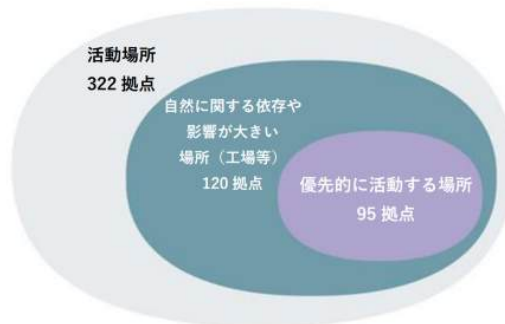 活動場所
322 拠点
自然に関する依存や
影響が大きい
場所（工場等）
120 拠点
優先的に活動する場所
95 拠点